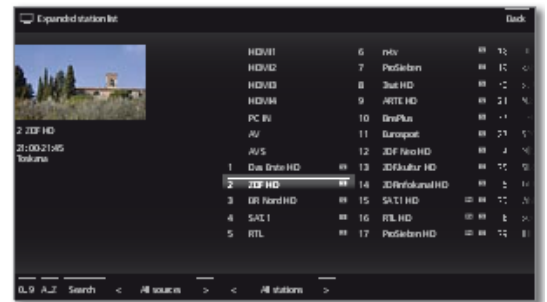 Expanded station list
Back
2 ZDF HD
21:00-21:45
Toskana
HDMI1
HDMI2
HDMI3
HDMI4
PC IN
AV
AVS
1 Das Erste HD
2 ZDF HD
3 BR Nord HD
4 SAT.1
5 RTL
6 n-tv
7 ProSieben
8 3sat HD
9 ARTE HD
10 EinsPlus
11 Eurosport
12 ZDF Neo HD
13 ZDFkultur HD
14 ZDFinfokanal HD
15 SAT.1 HD
16 RTL HD
17 ProSieben HD
0...9 A...Z Search < All sources > < All stations >